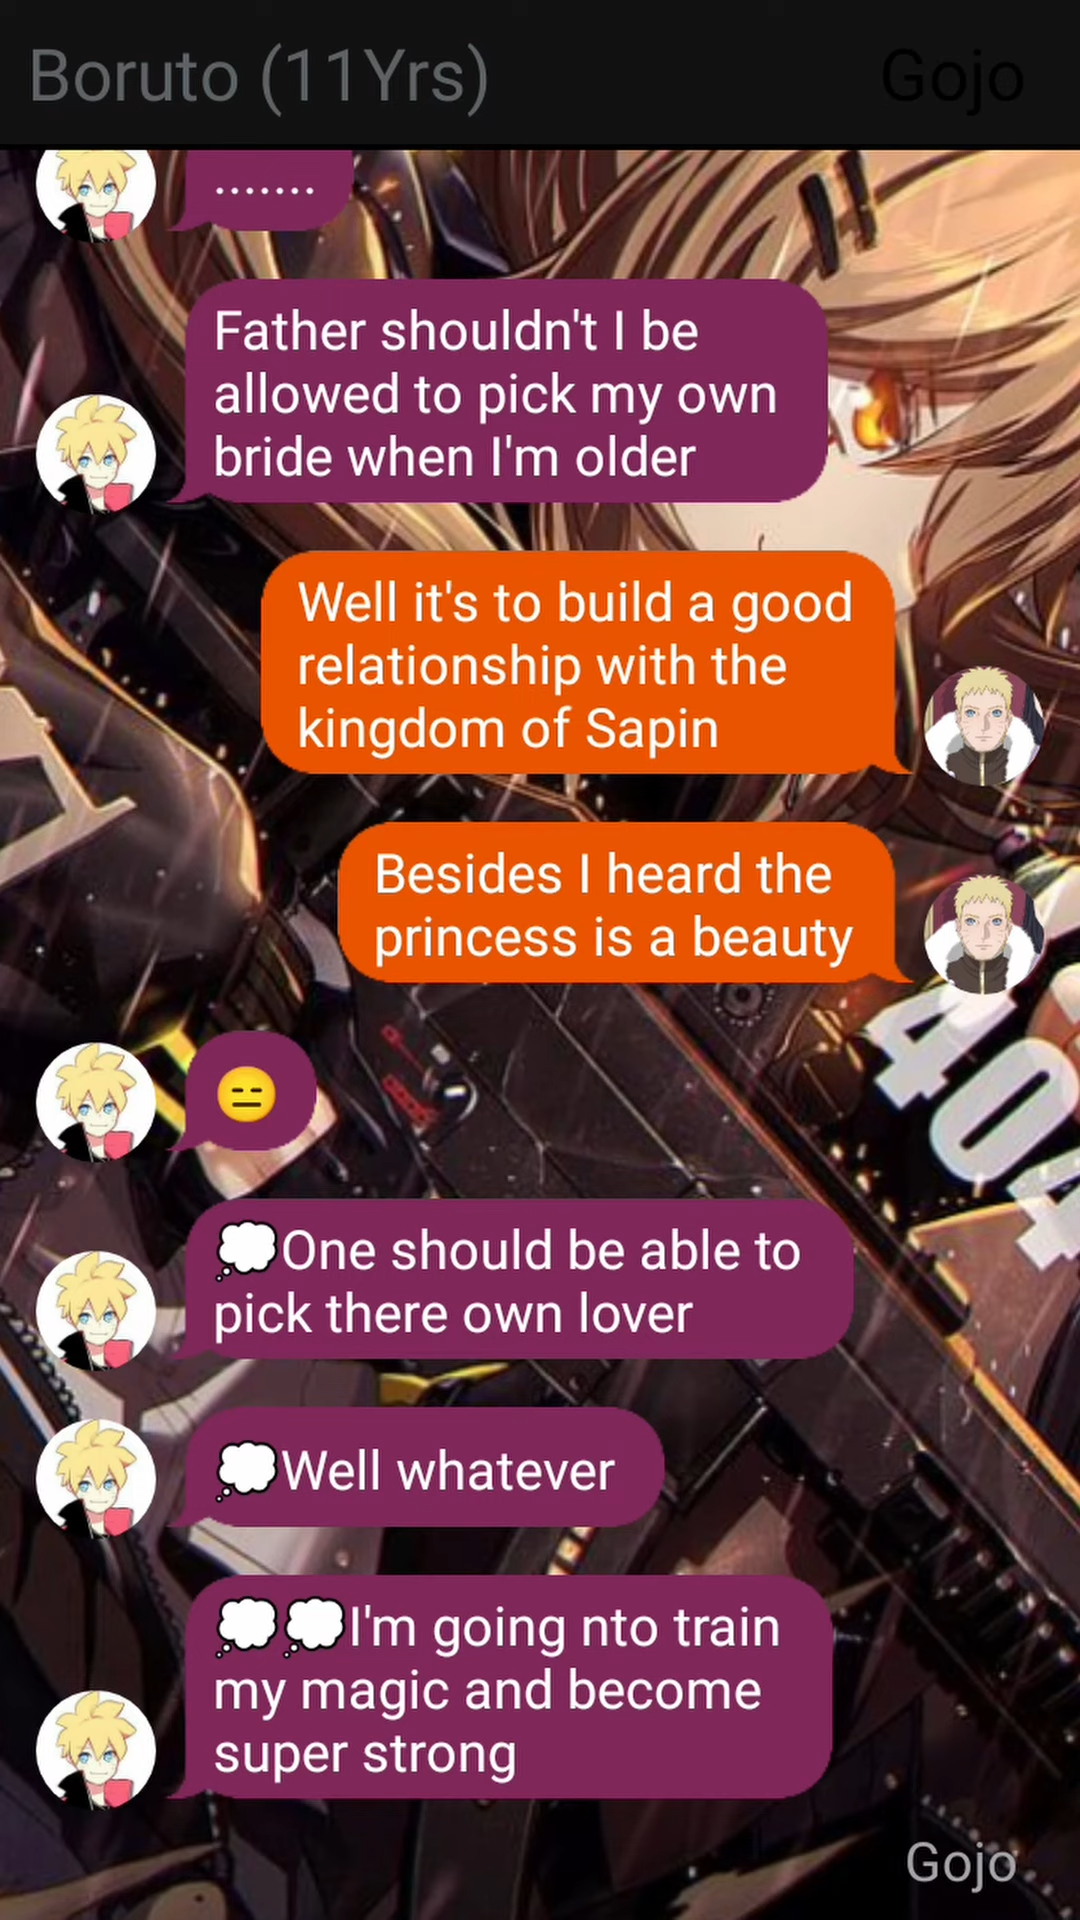 Boruto (11Yrs)
Gojo
.......
Father shouldn't I be
allowed to pick my own
bride when I'm older
Well it's to build a good
relationship with the
kingdom of Sapin
Besides I heard the
princess is a beauty
😑
💭One should be able to
pick there own lover
💭Well whatever
💭💭I'm going nto train
my magic and become
super strong
404
Gojo